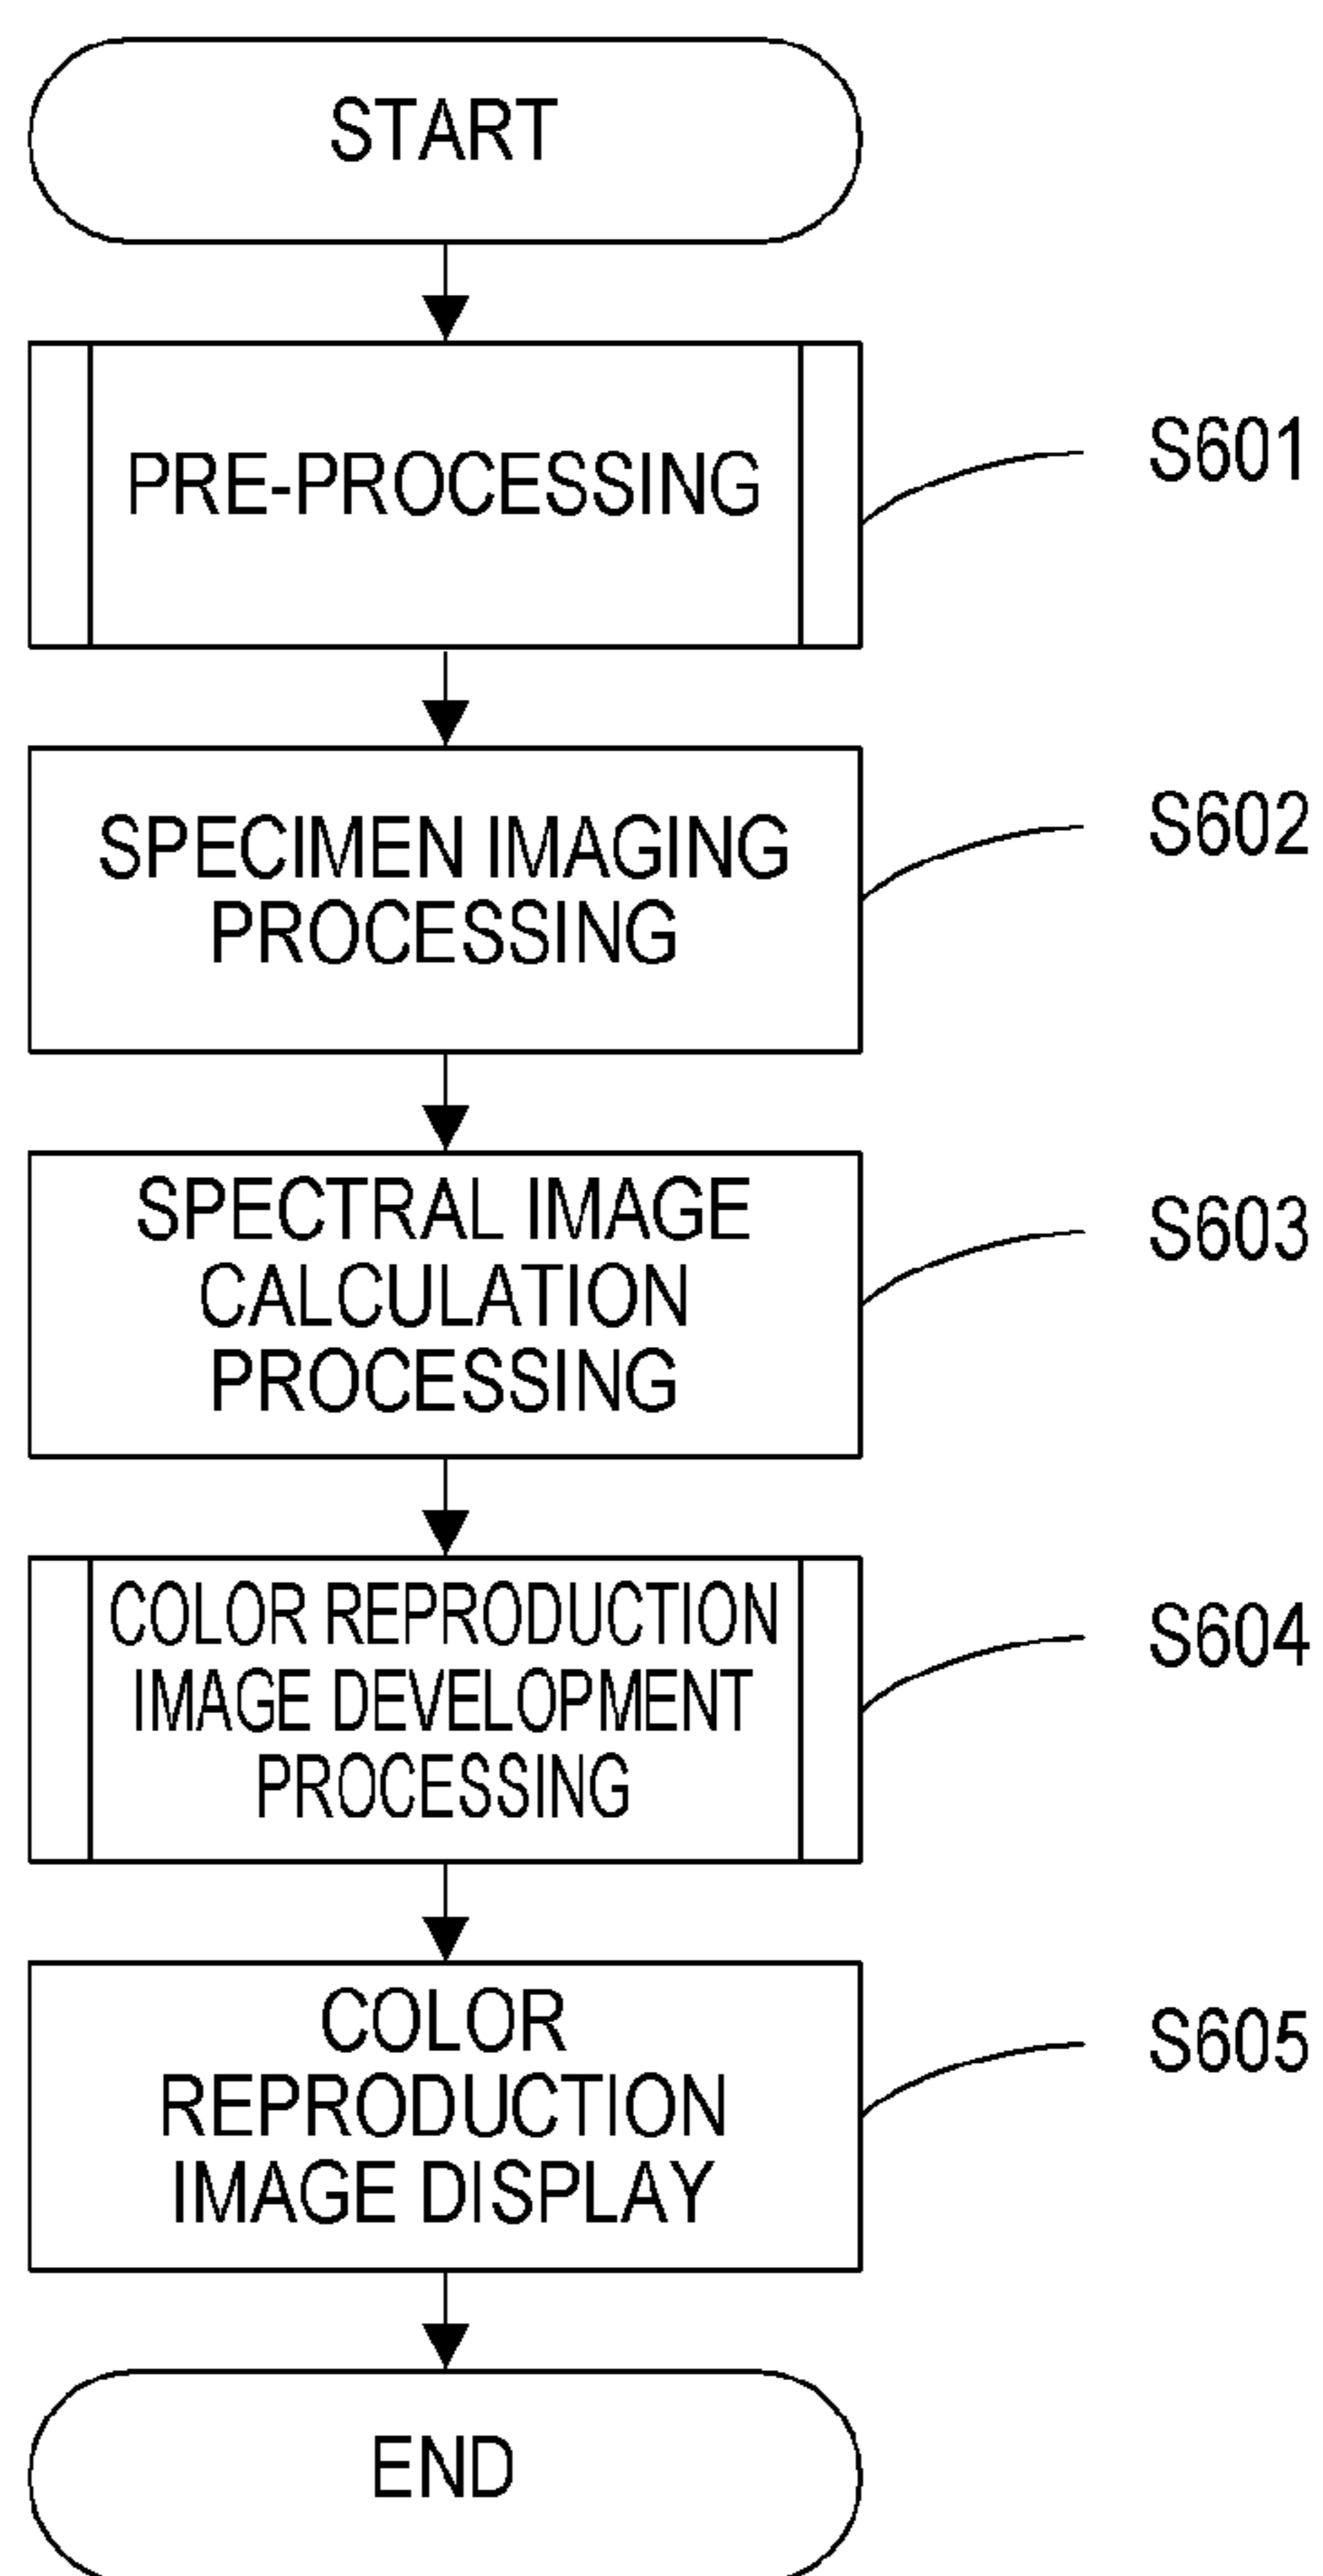 START
PRE-PROCESSING
S601
SPECIMEN IMAGING
PROCESSING
S602
SPECTRAL IMAGE
CALCULATION
PROCESSING
S603
COLOR REPRODUCTION
IMAGE DEVELOPMENT
PROCESSING
S604
COLOR
REPRODUCTION
IMAGE DISPLAY
S605
END